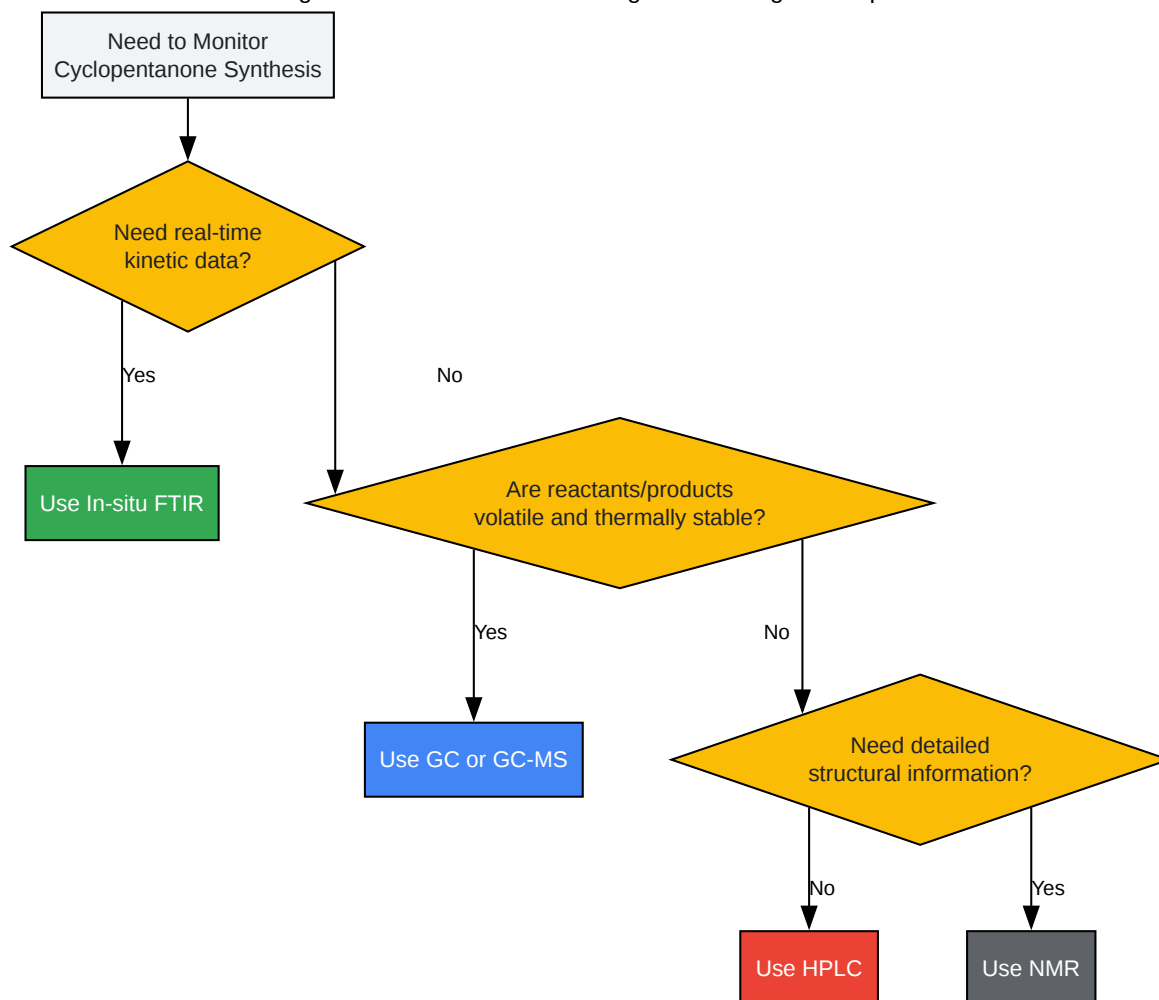 Need to Monitor
Cyclopentanone Synthesis
Need real-time
kinetic data?
Yes
No
Use In-situ FTIR
Are reactants/products
volatile and thermally stable?
Yes
No
Use GC or GC-MS
Need detailed
structural information?
No
Yes
Use HPLC
Use NMR